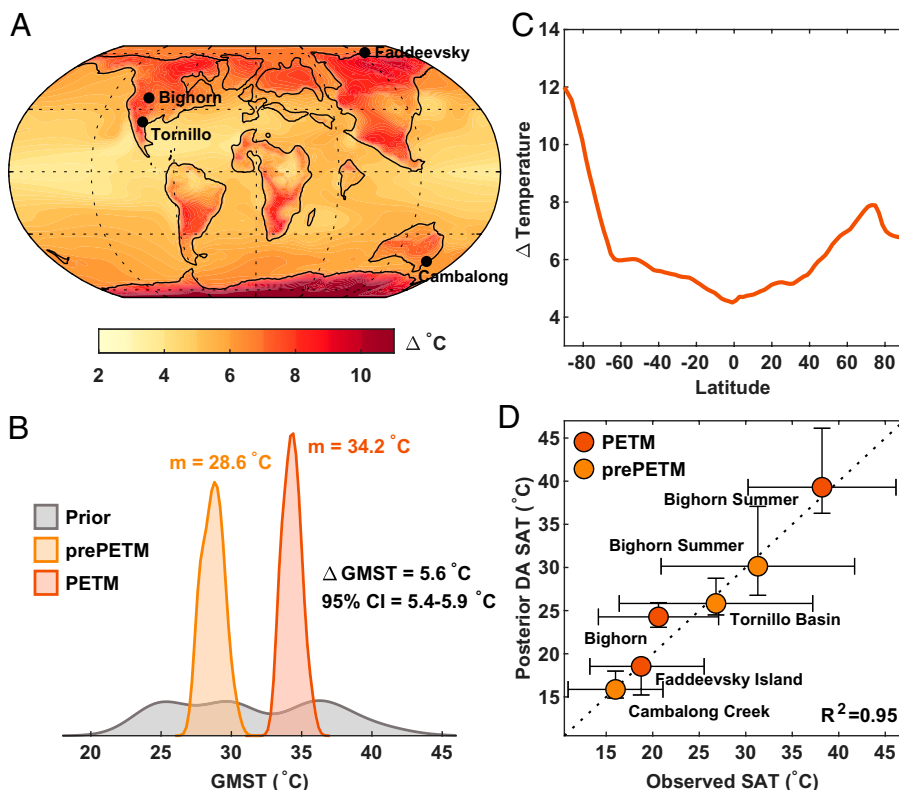 A
Faddeevsky
Bighorn
Tornillo
Cambalong
Δ °C
2 4 6 8 10
B
m = 28.6 °C
m = 34.2 °C
Prior
prePETM
PETM
Δ GMST = 5.6 °C
95% CI = 5.4-5.9 °C
20 25 30 35 40 45
GMST (°C)
C
Δ Temperature
14
12
10
8
6
4
-80 -60 -40 -20 0 20 40 60 80
Latitude
D
PETM
prePETM
Posterior DA SAT (°C)
45
40
35
30
25
20
15
Bighorn Summer
Bighorn Summer
Tornillo Basin
Bighorn
Faddeevsky Island
Cambalong Creek
R²=0.95
15 20 25 30 35 40 45
Observed SAT (°C)